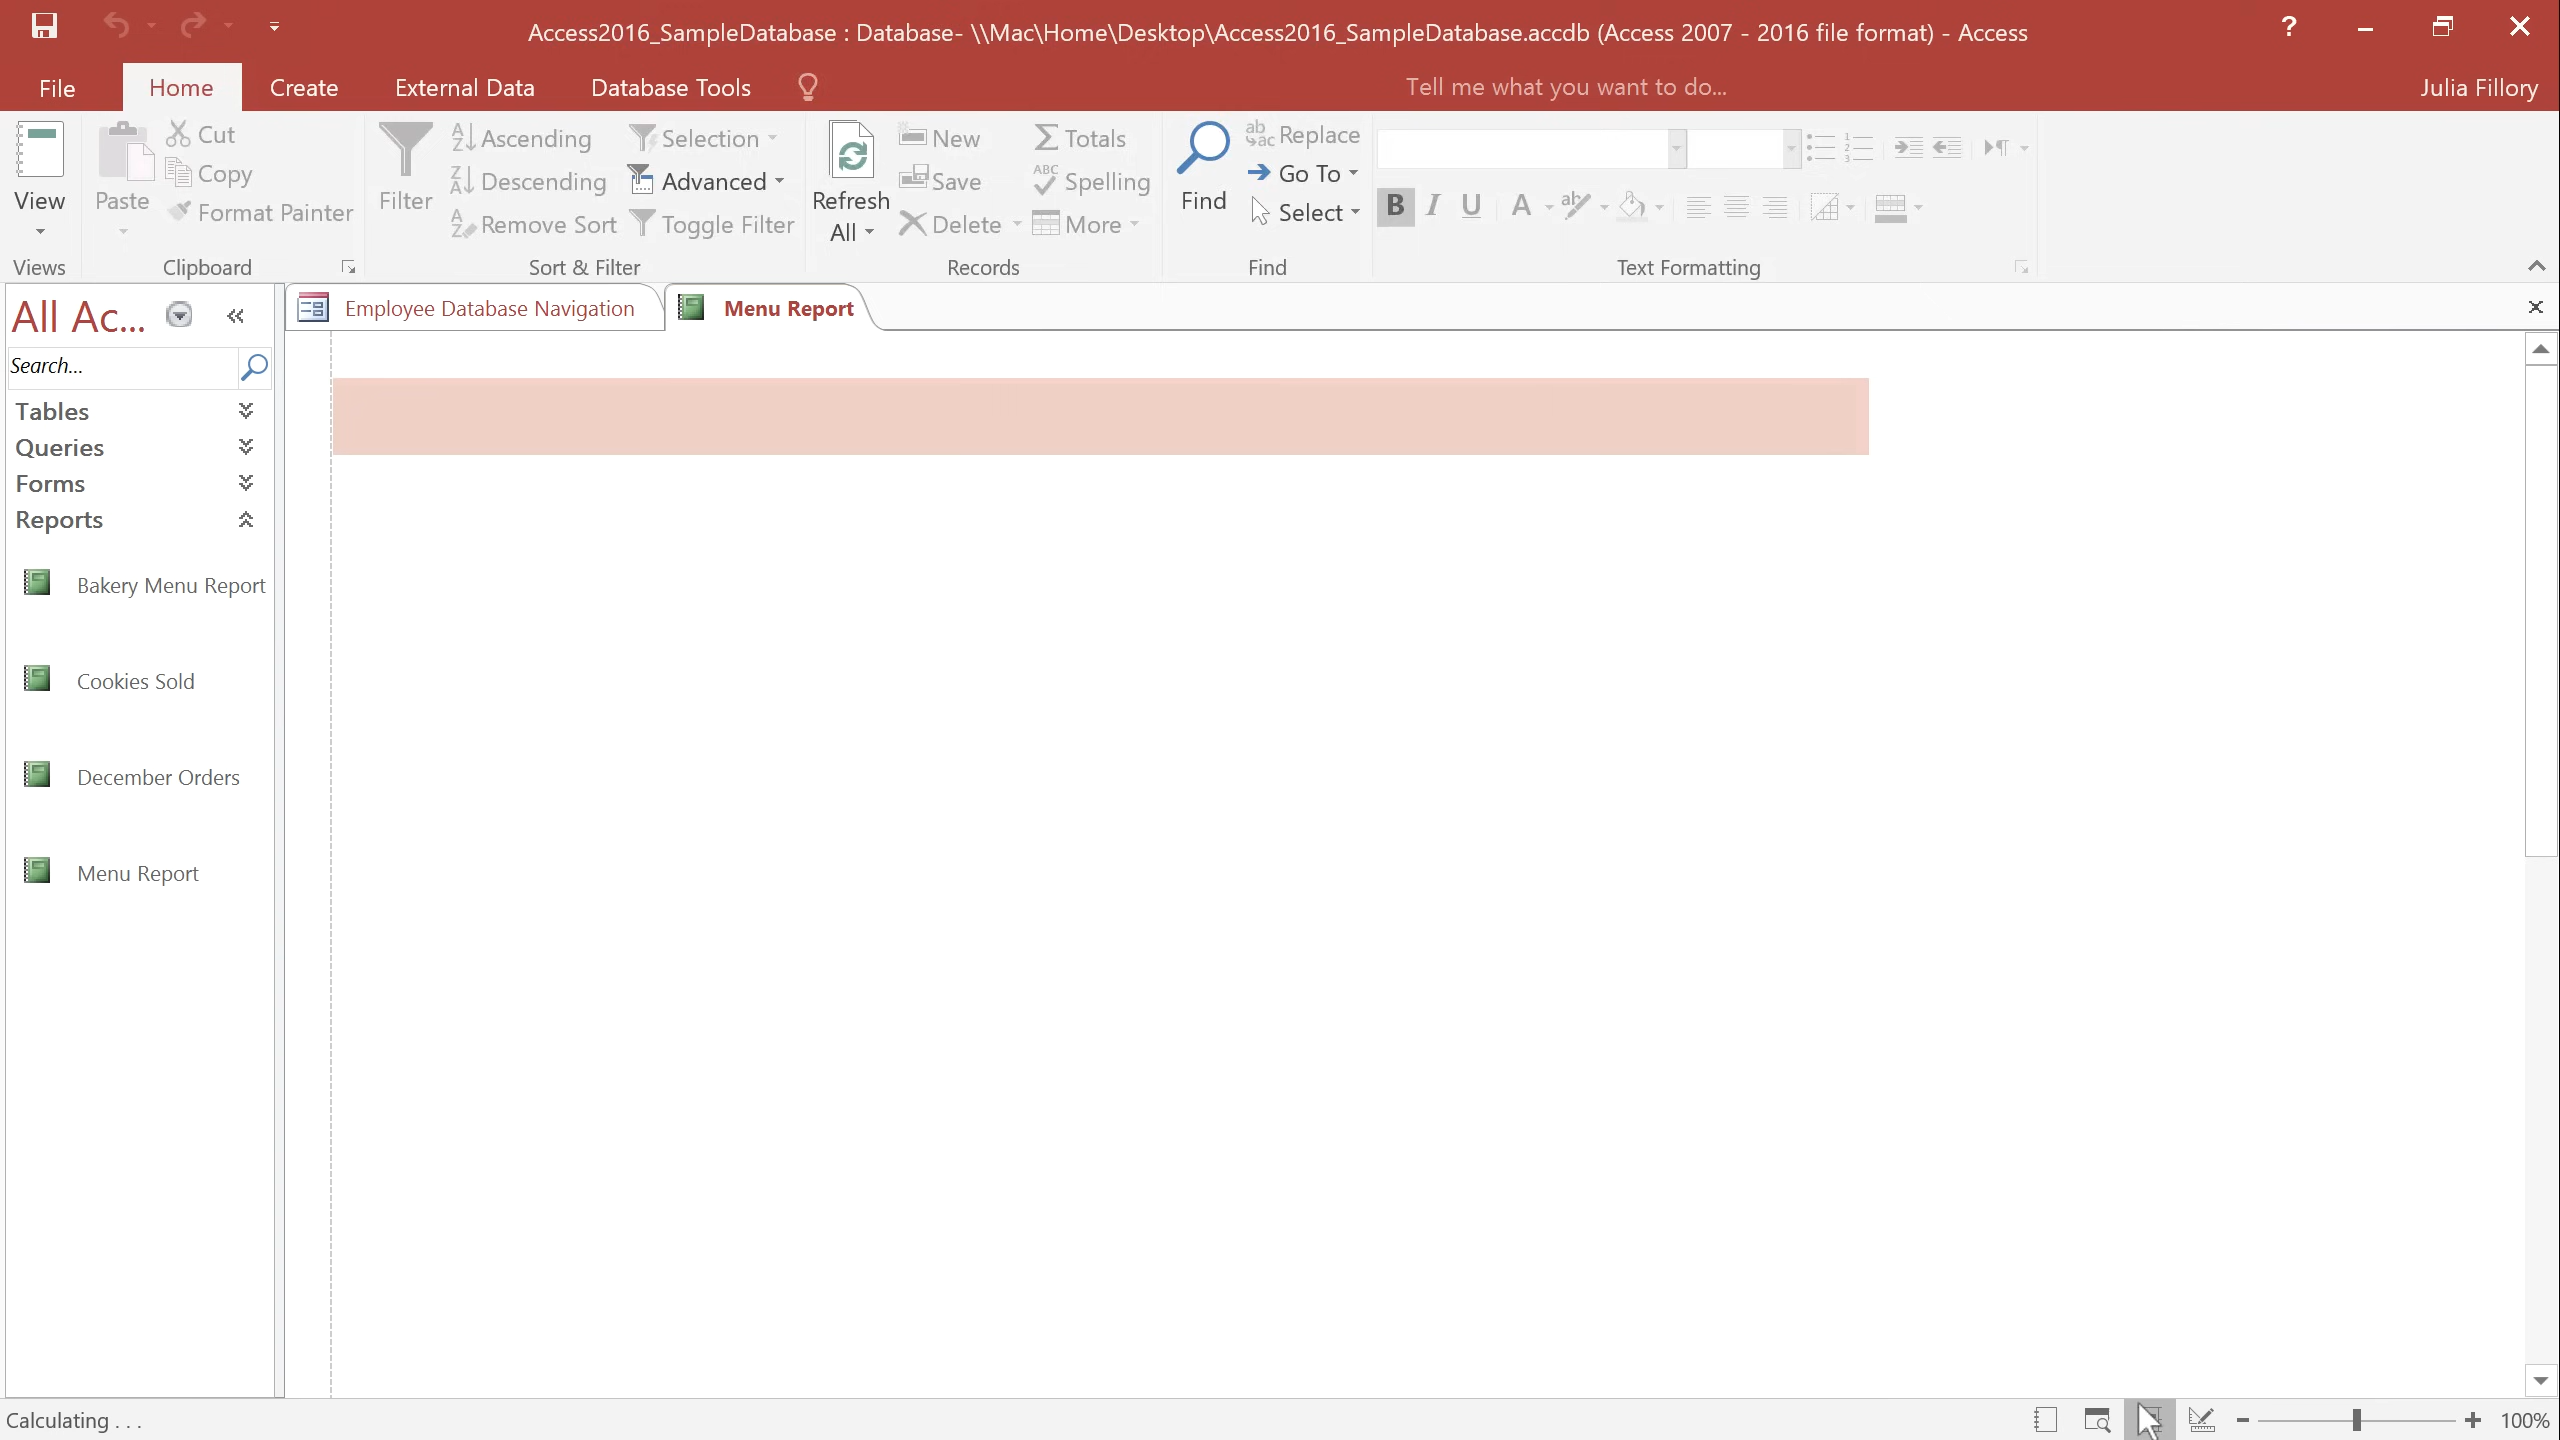 Access2016_SampleDatabase : Database- \\Mac\Home\Desktop\Access2016_SampleDatabase.accdb (Access 2007 - 2016 file format) - Access
?
File Home Create External Data Database Tools Tell me what you want to do... Julia Fillory
View
Views
Paste
Cut
Copy
Format Painter
Clipboard
Filter
Ascending
Descending
Remove Sort
Selection
Advanced
Toggle Filter
Sort & Filter
Refresh
All
New
Save
Delete
Totals
Spelling
More
Records
Find
Replace
Go To
Select
Find
B I U A
Text Formatting
All Ac...
Search...
Tables
Queries
Forms
Reports
Bakery Menu Report
Cookies Sold
December Orders
Menu Report
Employee Database Navigation
Menu Report
Calculating . . .
100%